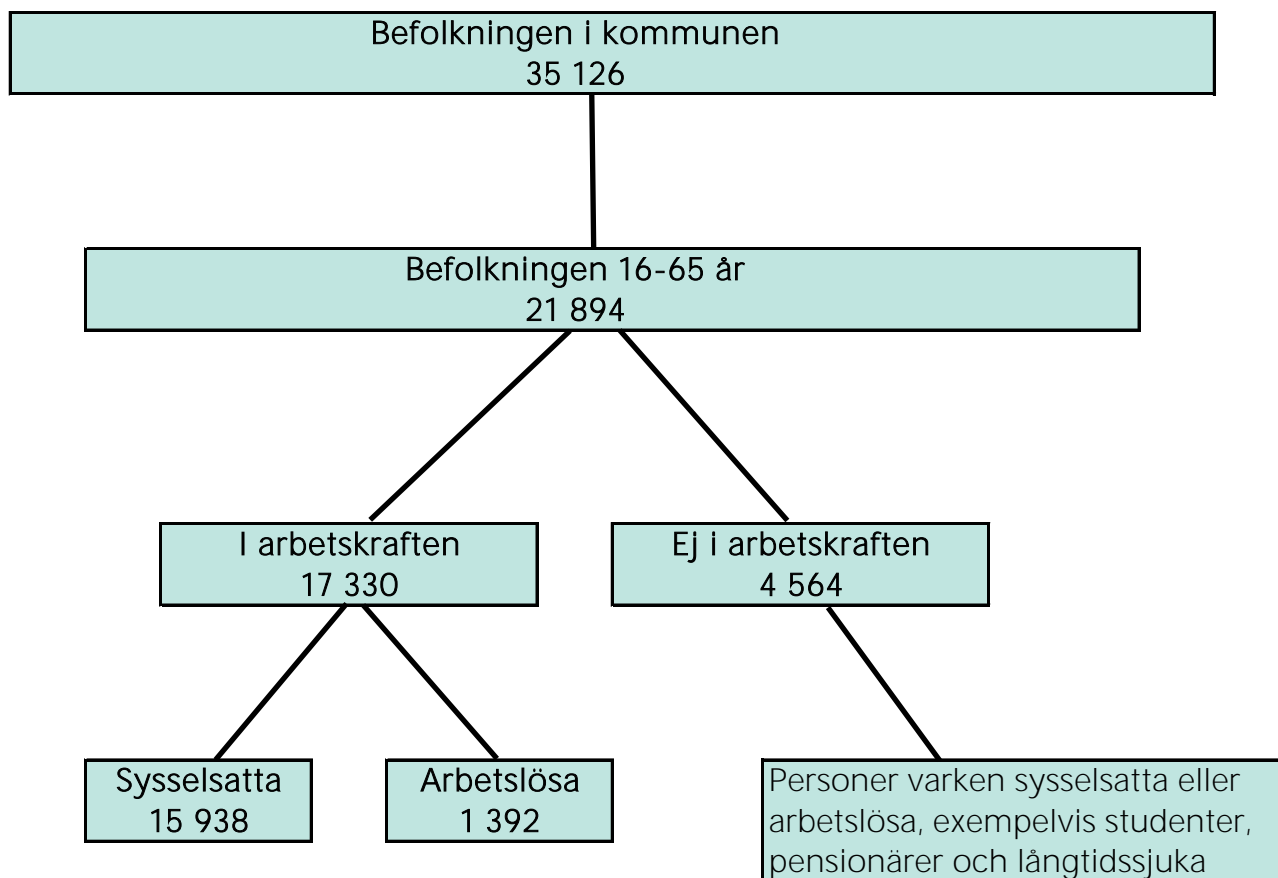 Befolkningen i kommunen
35 126
Befolkningen 16-65 år
21 894
I arbetskraften
17 330
Ej i arbetskraften
4 564
Sysselsatta
15 938
Arbetslösa
1 392
Personer varken sysselsatta eller
arbetslösa, exempelvis studenter,
pensionärer och långtidssjuka